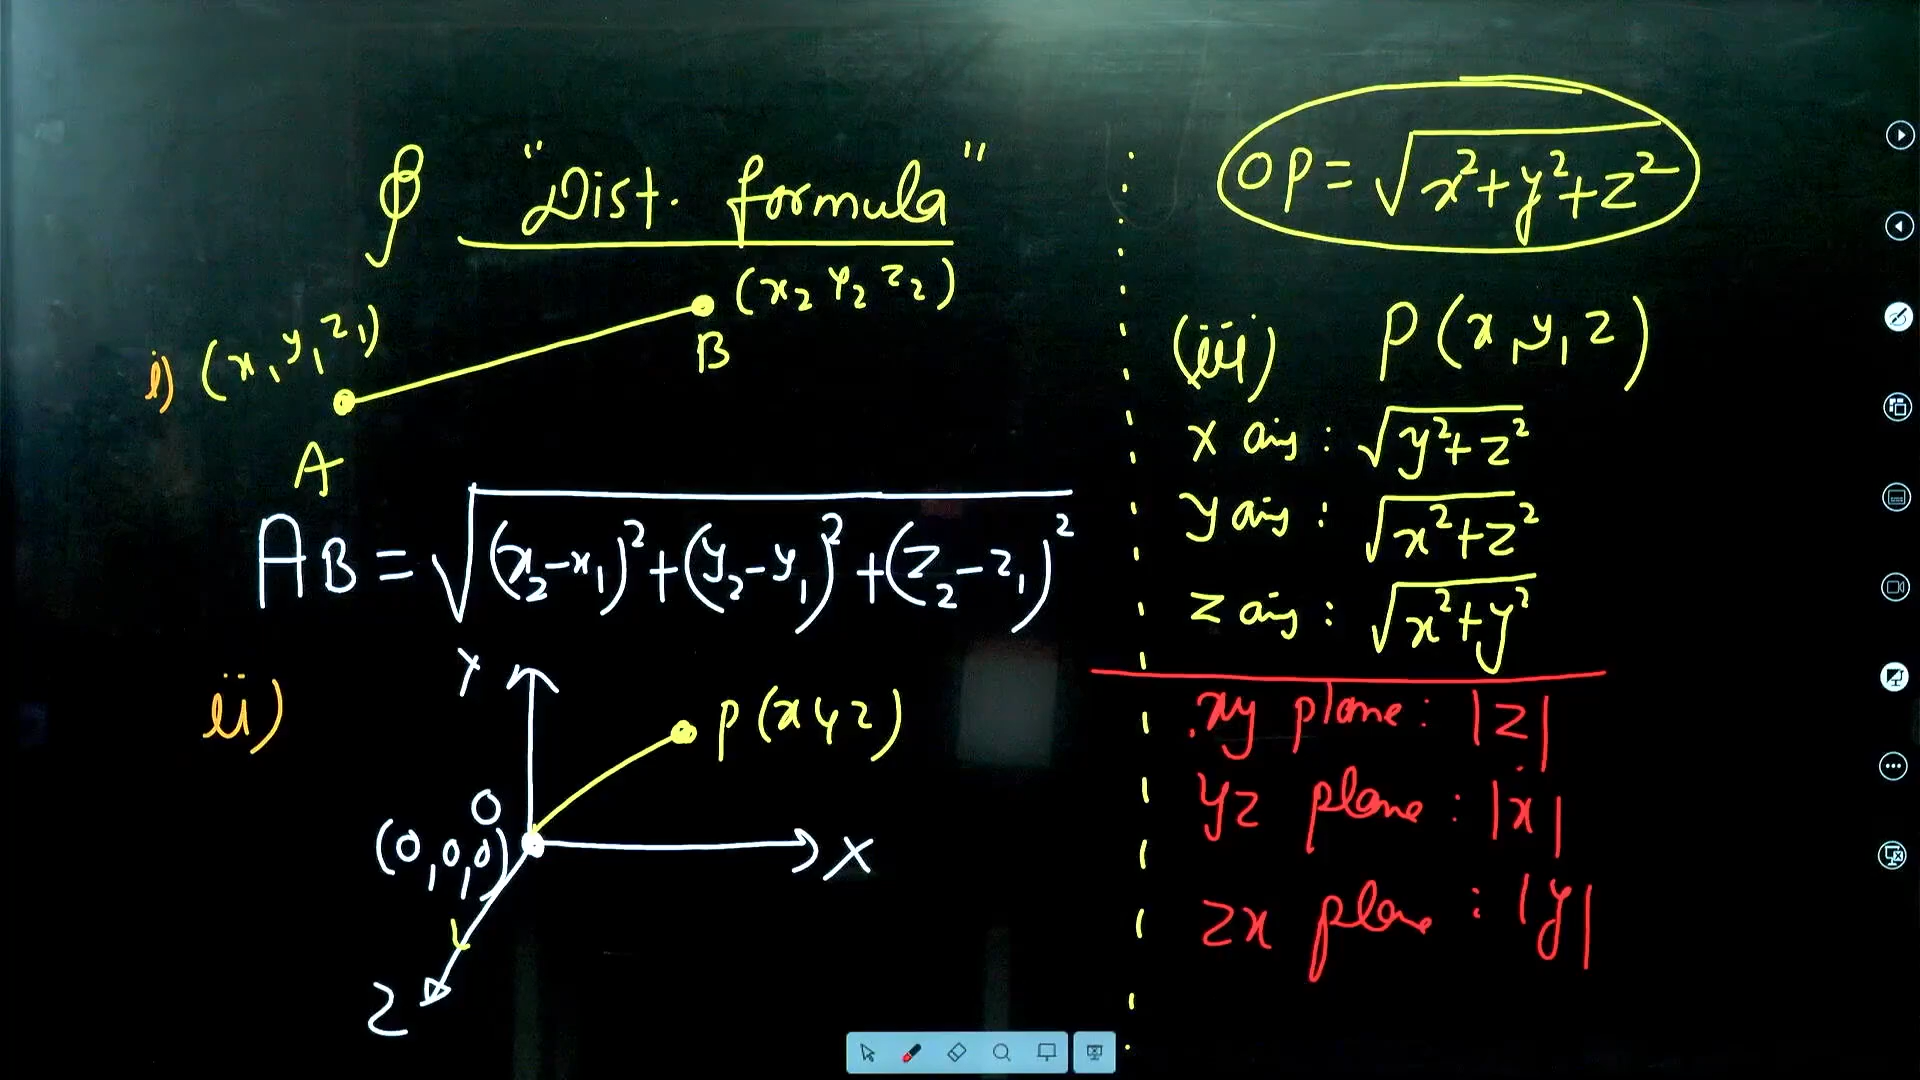 "Dist. formula"
i) (x₁ y₁ z₁)
(x₂ y₂ z₂)
A
B
AB = √(x₂-x₁)²+(y₂-y₁)²+(z₂-z₁)²
ii)
Y
P(x y z)
O
(0,0,0)
X
Z
OP = √x²+y²+z²
(iii) P(x,y,z)
x axis : √y²+z²
y axis : √x²+z²
z axis : √x²+y²
xy plane : |z|
yz plane : |x|
zx plane : |y|